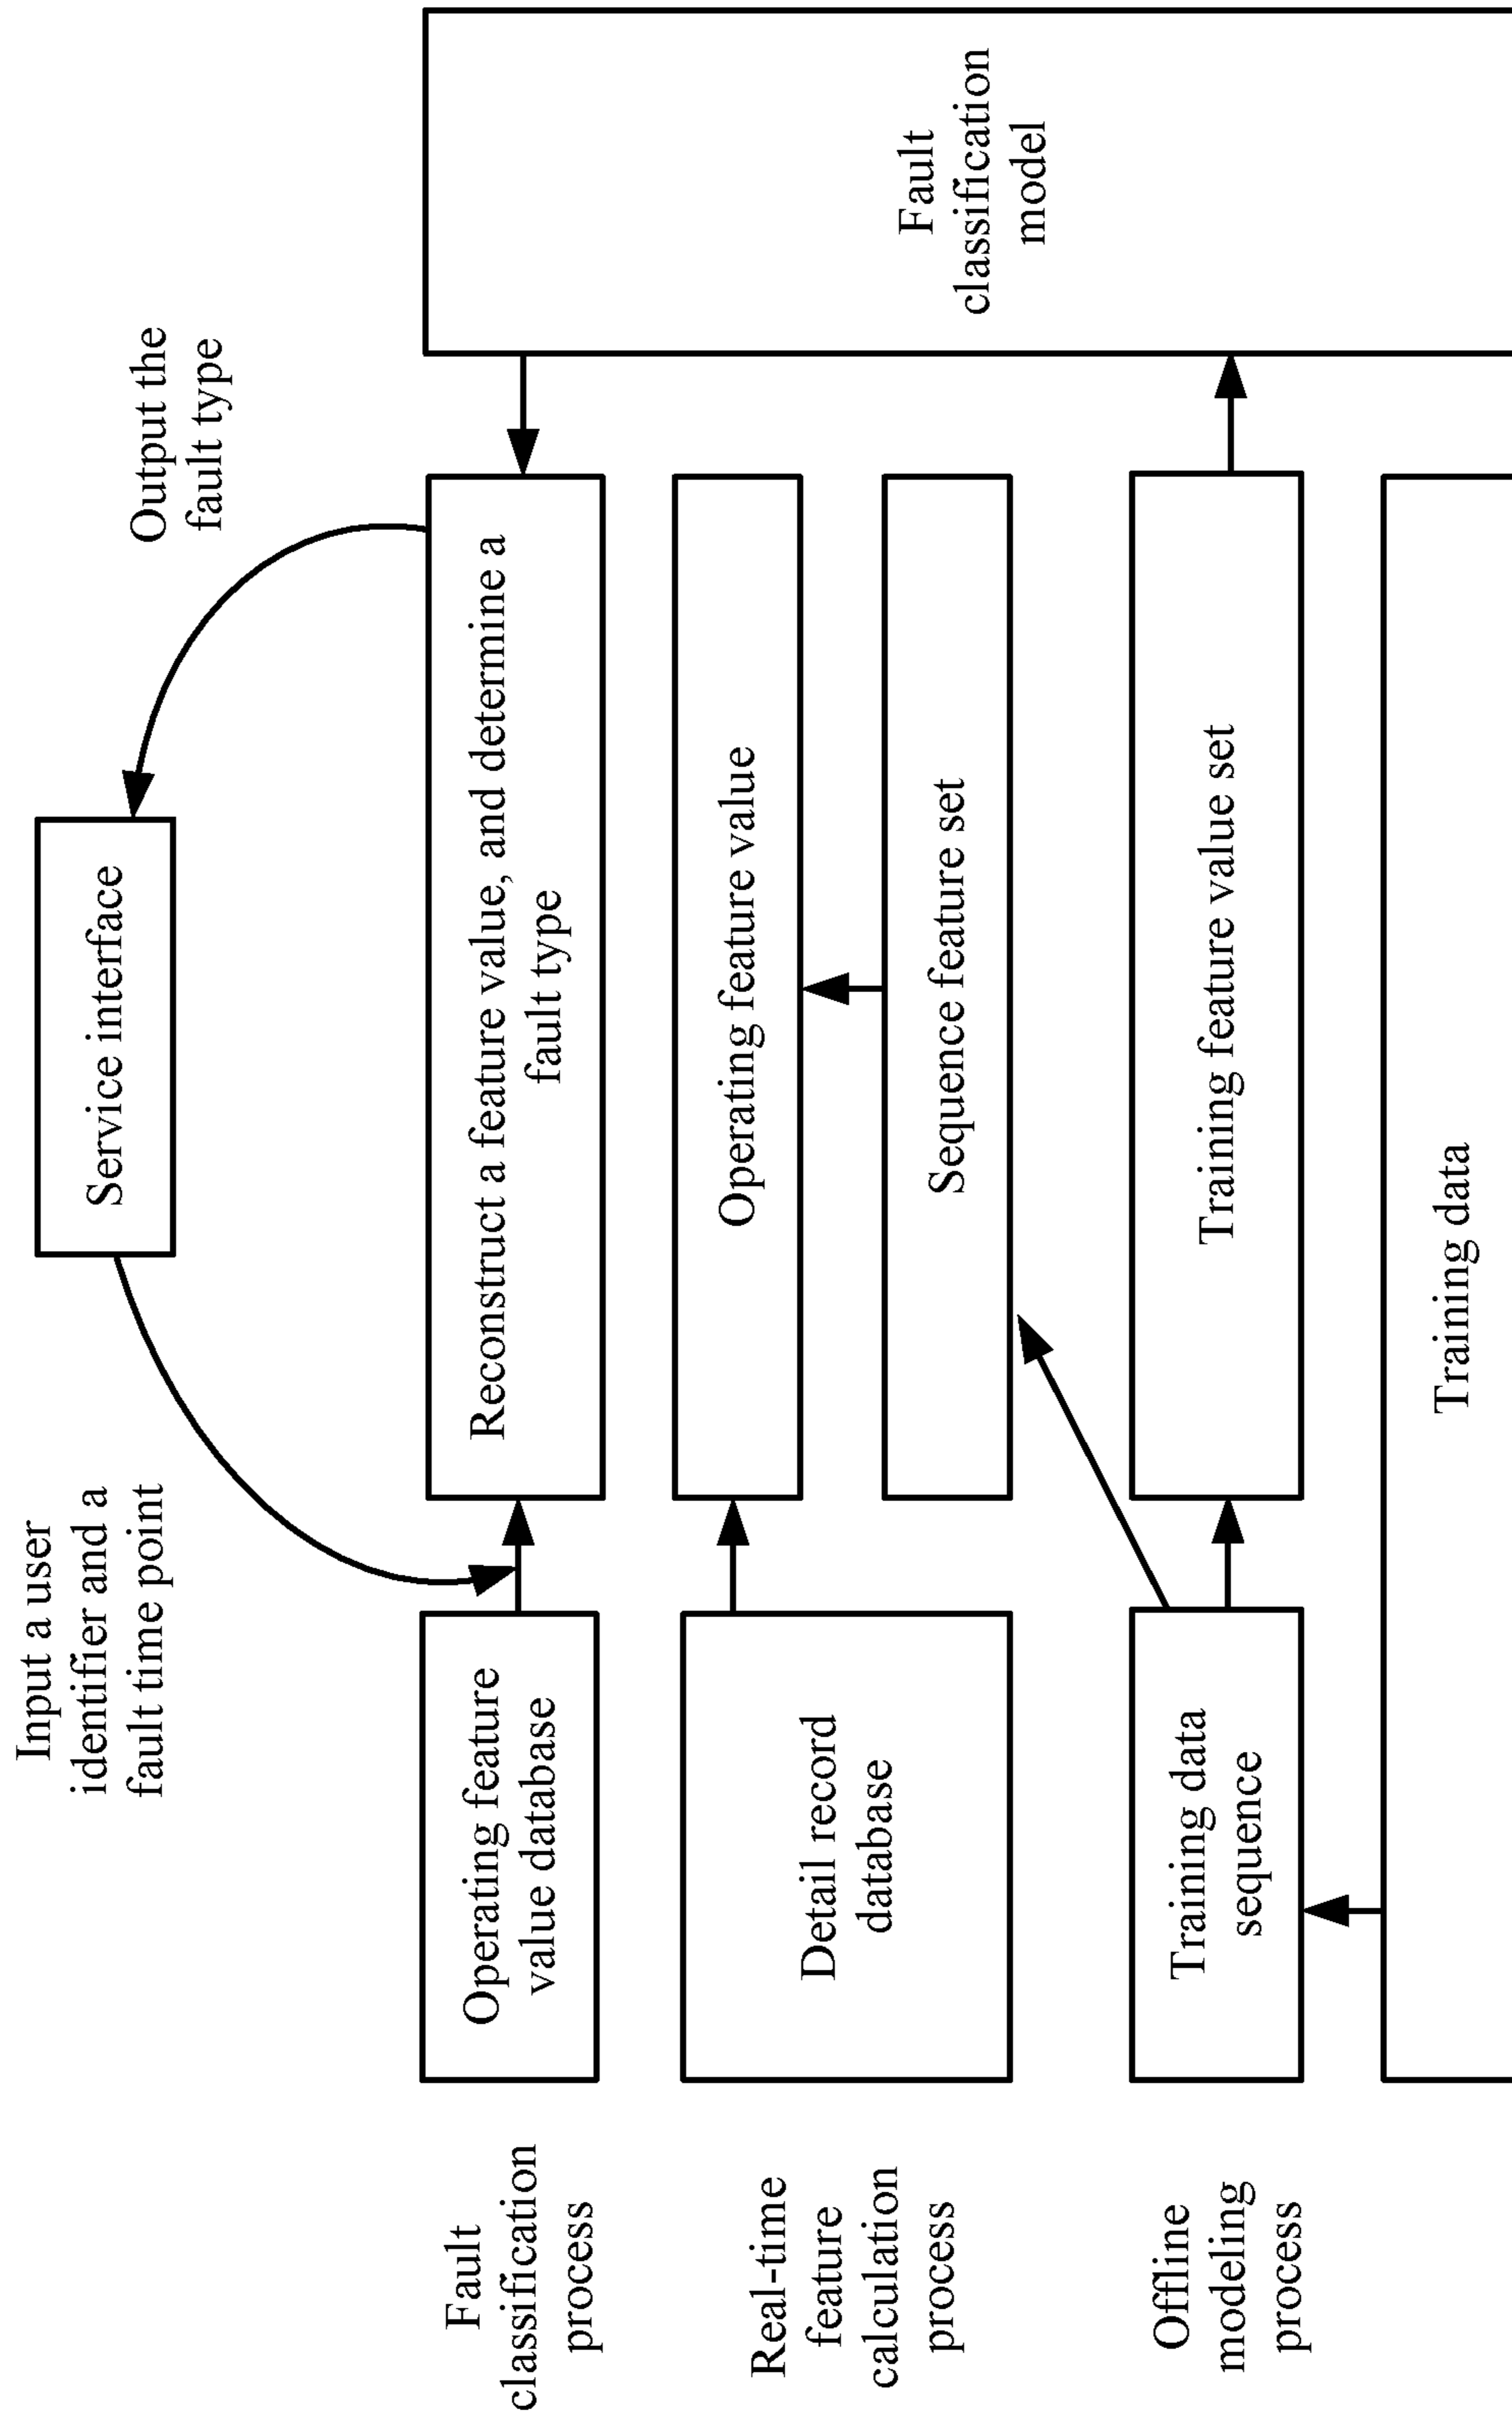 Input a user
identifier and a
fault time point
Service interface
Output the
fault type
Fault
classification
process
Operating feature
value database
Reconstruct a feature value, and determine a
fault type
Real-time
feature
calculation
process
Detail record
database
Operating feature value
Sequence feature set
Offline
modeling
process
Training data
sequence
Training feature value set
Training data
Fault
classification
model